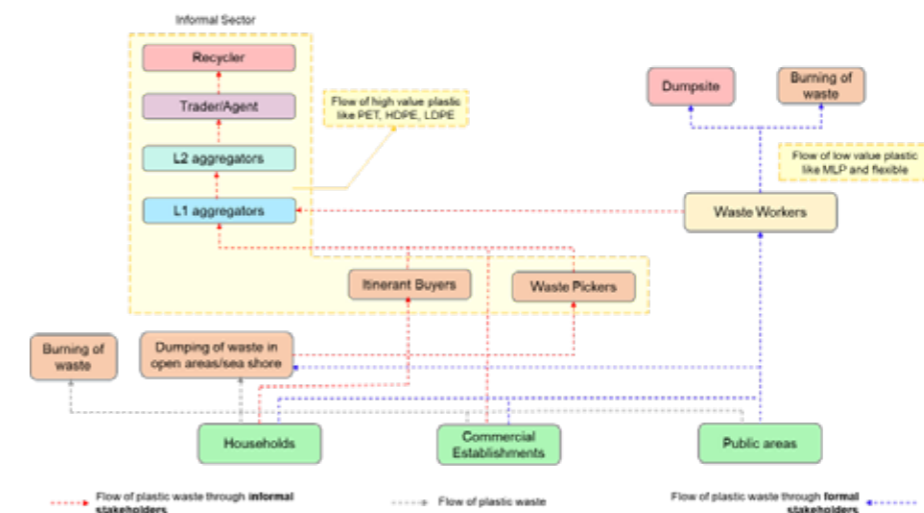 Informal Sector
Recycler
Trader/Agent
L2 aggregators
L1 aggregators
Flow of high value plastic
like PET, HDPE, LDPE
Dumpsite
Burning of
waste
Flow of low value plastic
like MLP and flexible
Waste Workers
Itinerant Buyers
Waste Pickers
Burning of
waste
Dumping of waste in
open areas/sea shore
Households
Commercial
Establishments
Public areas
Flow of plastic waste through informal
stakeholders
Flow of plastic waste
Flow of plastic waste through formal
stakeholders